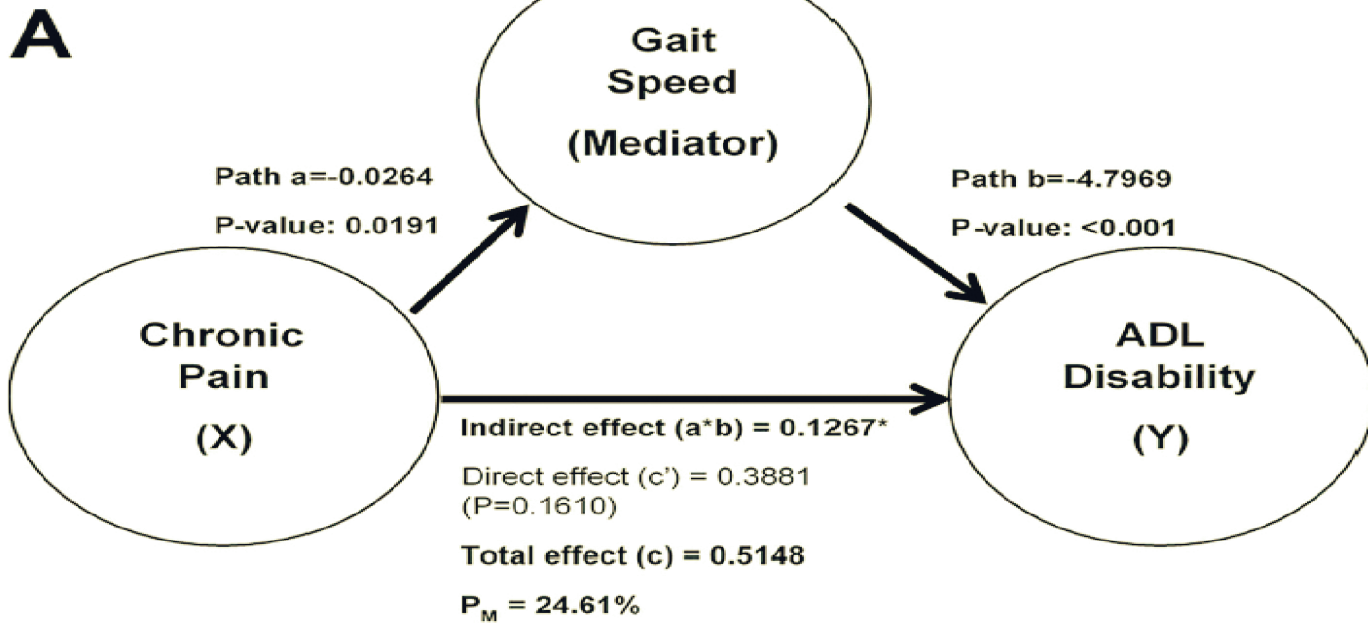 A
Gait
Speed
(Mediator)
Path a=-0.0264
P-value: 0.0191
Path b=-4.7969
P-value: <0.001
Chronic
Pain
(X)
ADL
Disability
(Y)
Indirect effect (a*b) = 0.1267*
Direct effect (c') = 0.3881
(P=0.1610)
Total effect (c) = 0.5148
PM = 24.61%